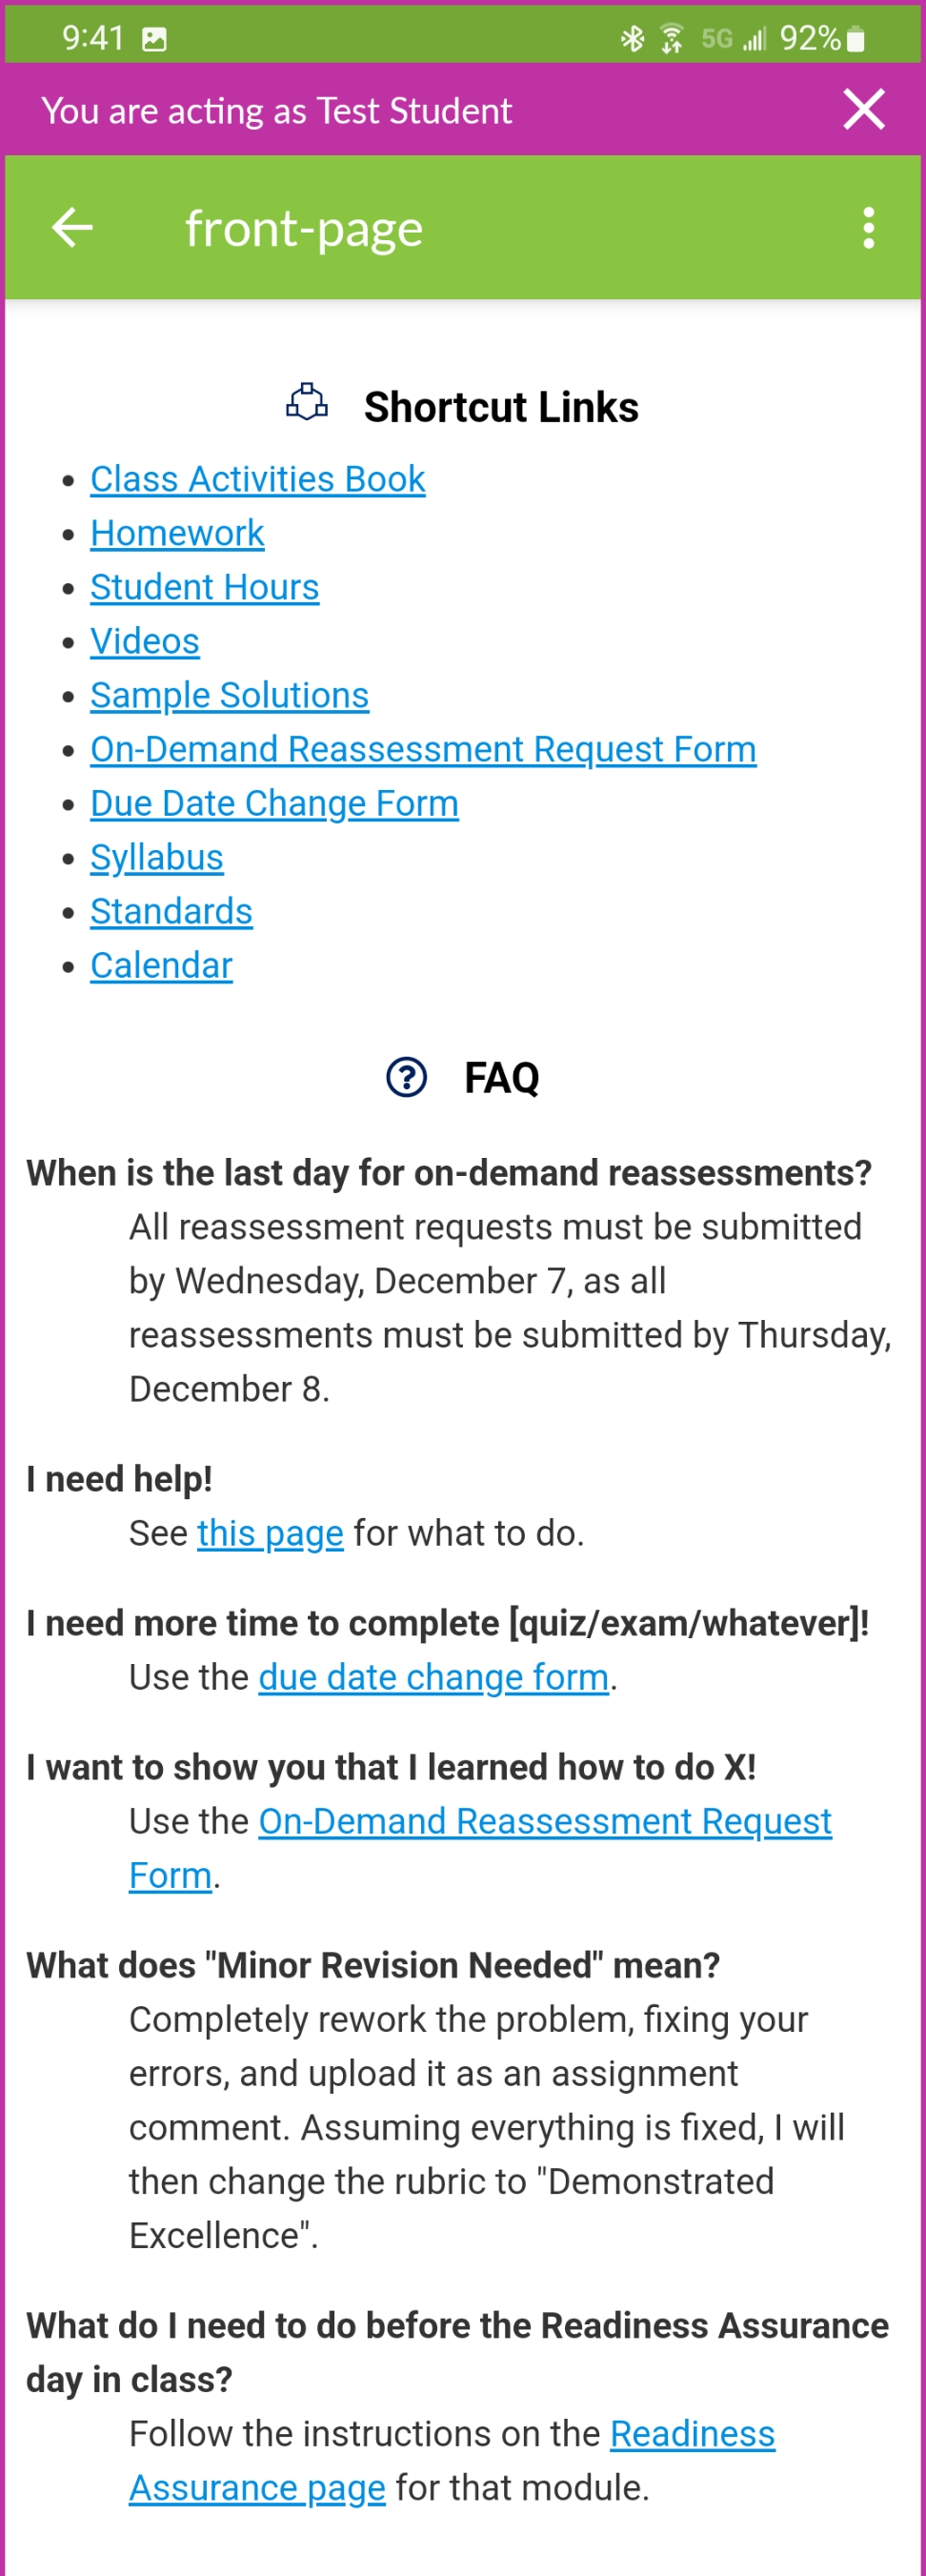 9:41 5G 92%
You are acting as Test Student
front-page
Shortcut Links
Class Activities Book
Homework
Student Hours
Videos
Sample Solutions
On-Demand Reassessment Request Form
Due Date Change Form
Syllabus
Standards
Calendar
FAQ
When is the last day for on-demand reassessments?
All reassessment requests must be submitted
by Wednesday, December 7, as all
reassessments must be submitted by Thursday,
December 8.
I need help!
See this page for what to do.
I need more time to complete [quiz/exam/whatever]!
Use the due date change form.
I want to show you that I learned how to do X!
Use the On-Demand Reassessment Request
Form.
What does "Minor Revision Needed" mean?
Completely rework the problem, fixing your
errors, and upload it as an assignment
comment. Assuming everything is fixed, I will
then change the rubric to "Demonstrated
Excellence".
What do I need to do before the Readiness Assurance
day in class?
Follow the instructions on the Readiness
Assurance page for that module.